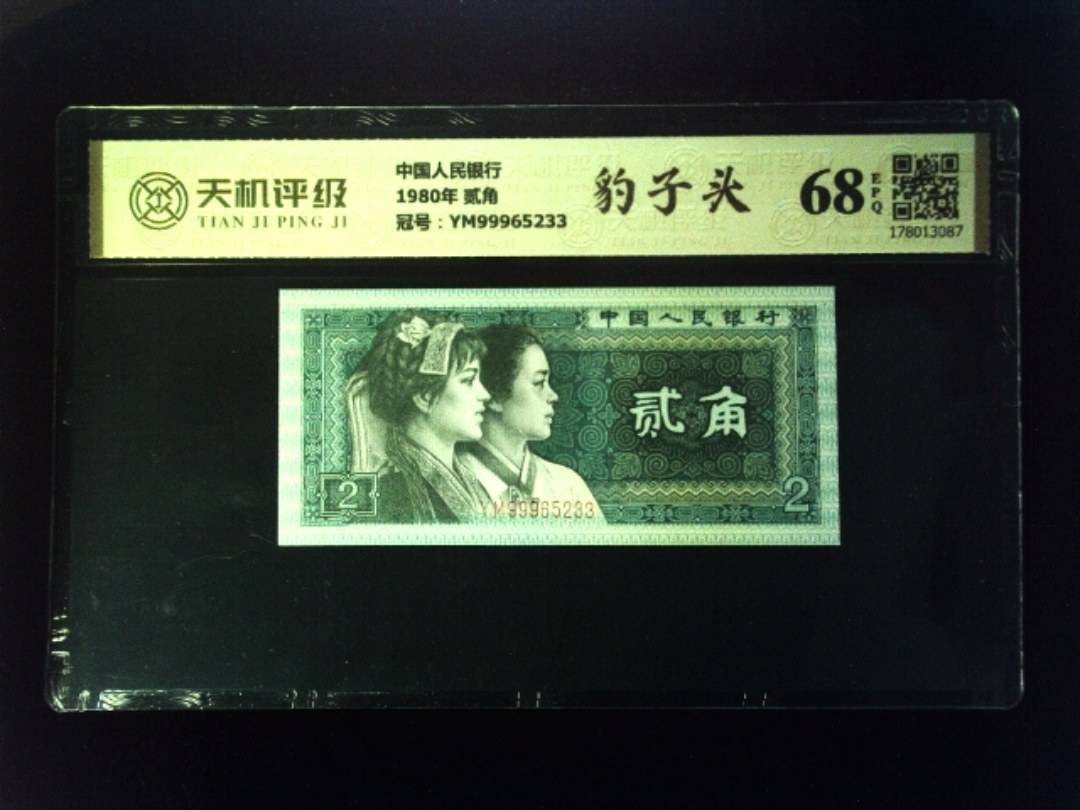 天机评级
TIAN JI PING JI
中国人民银行
1980年 贰角
冠号：YM99965233
豹子头
68
EPQ
178013087
中国人民银行
贰角
2
2
YM99965233